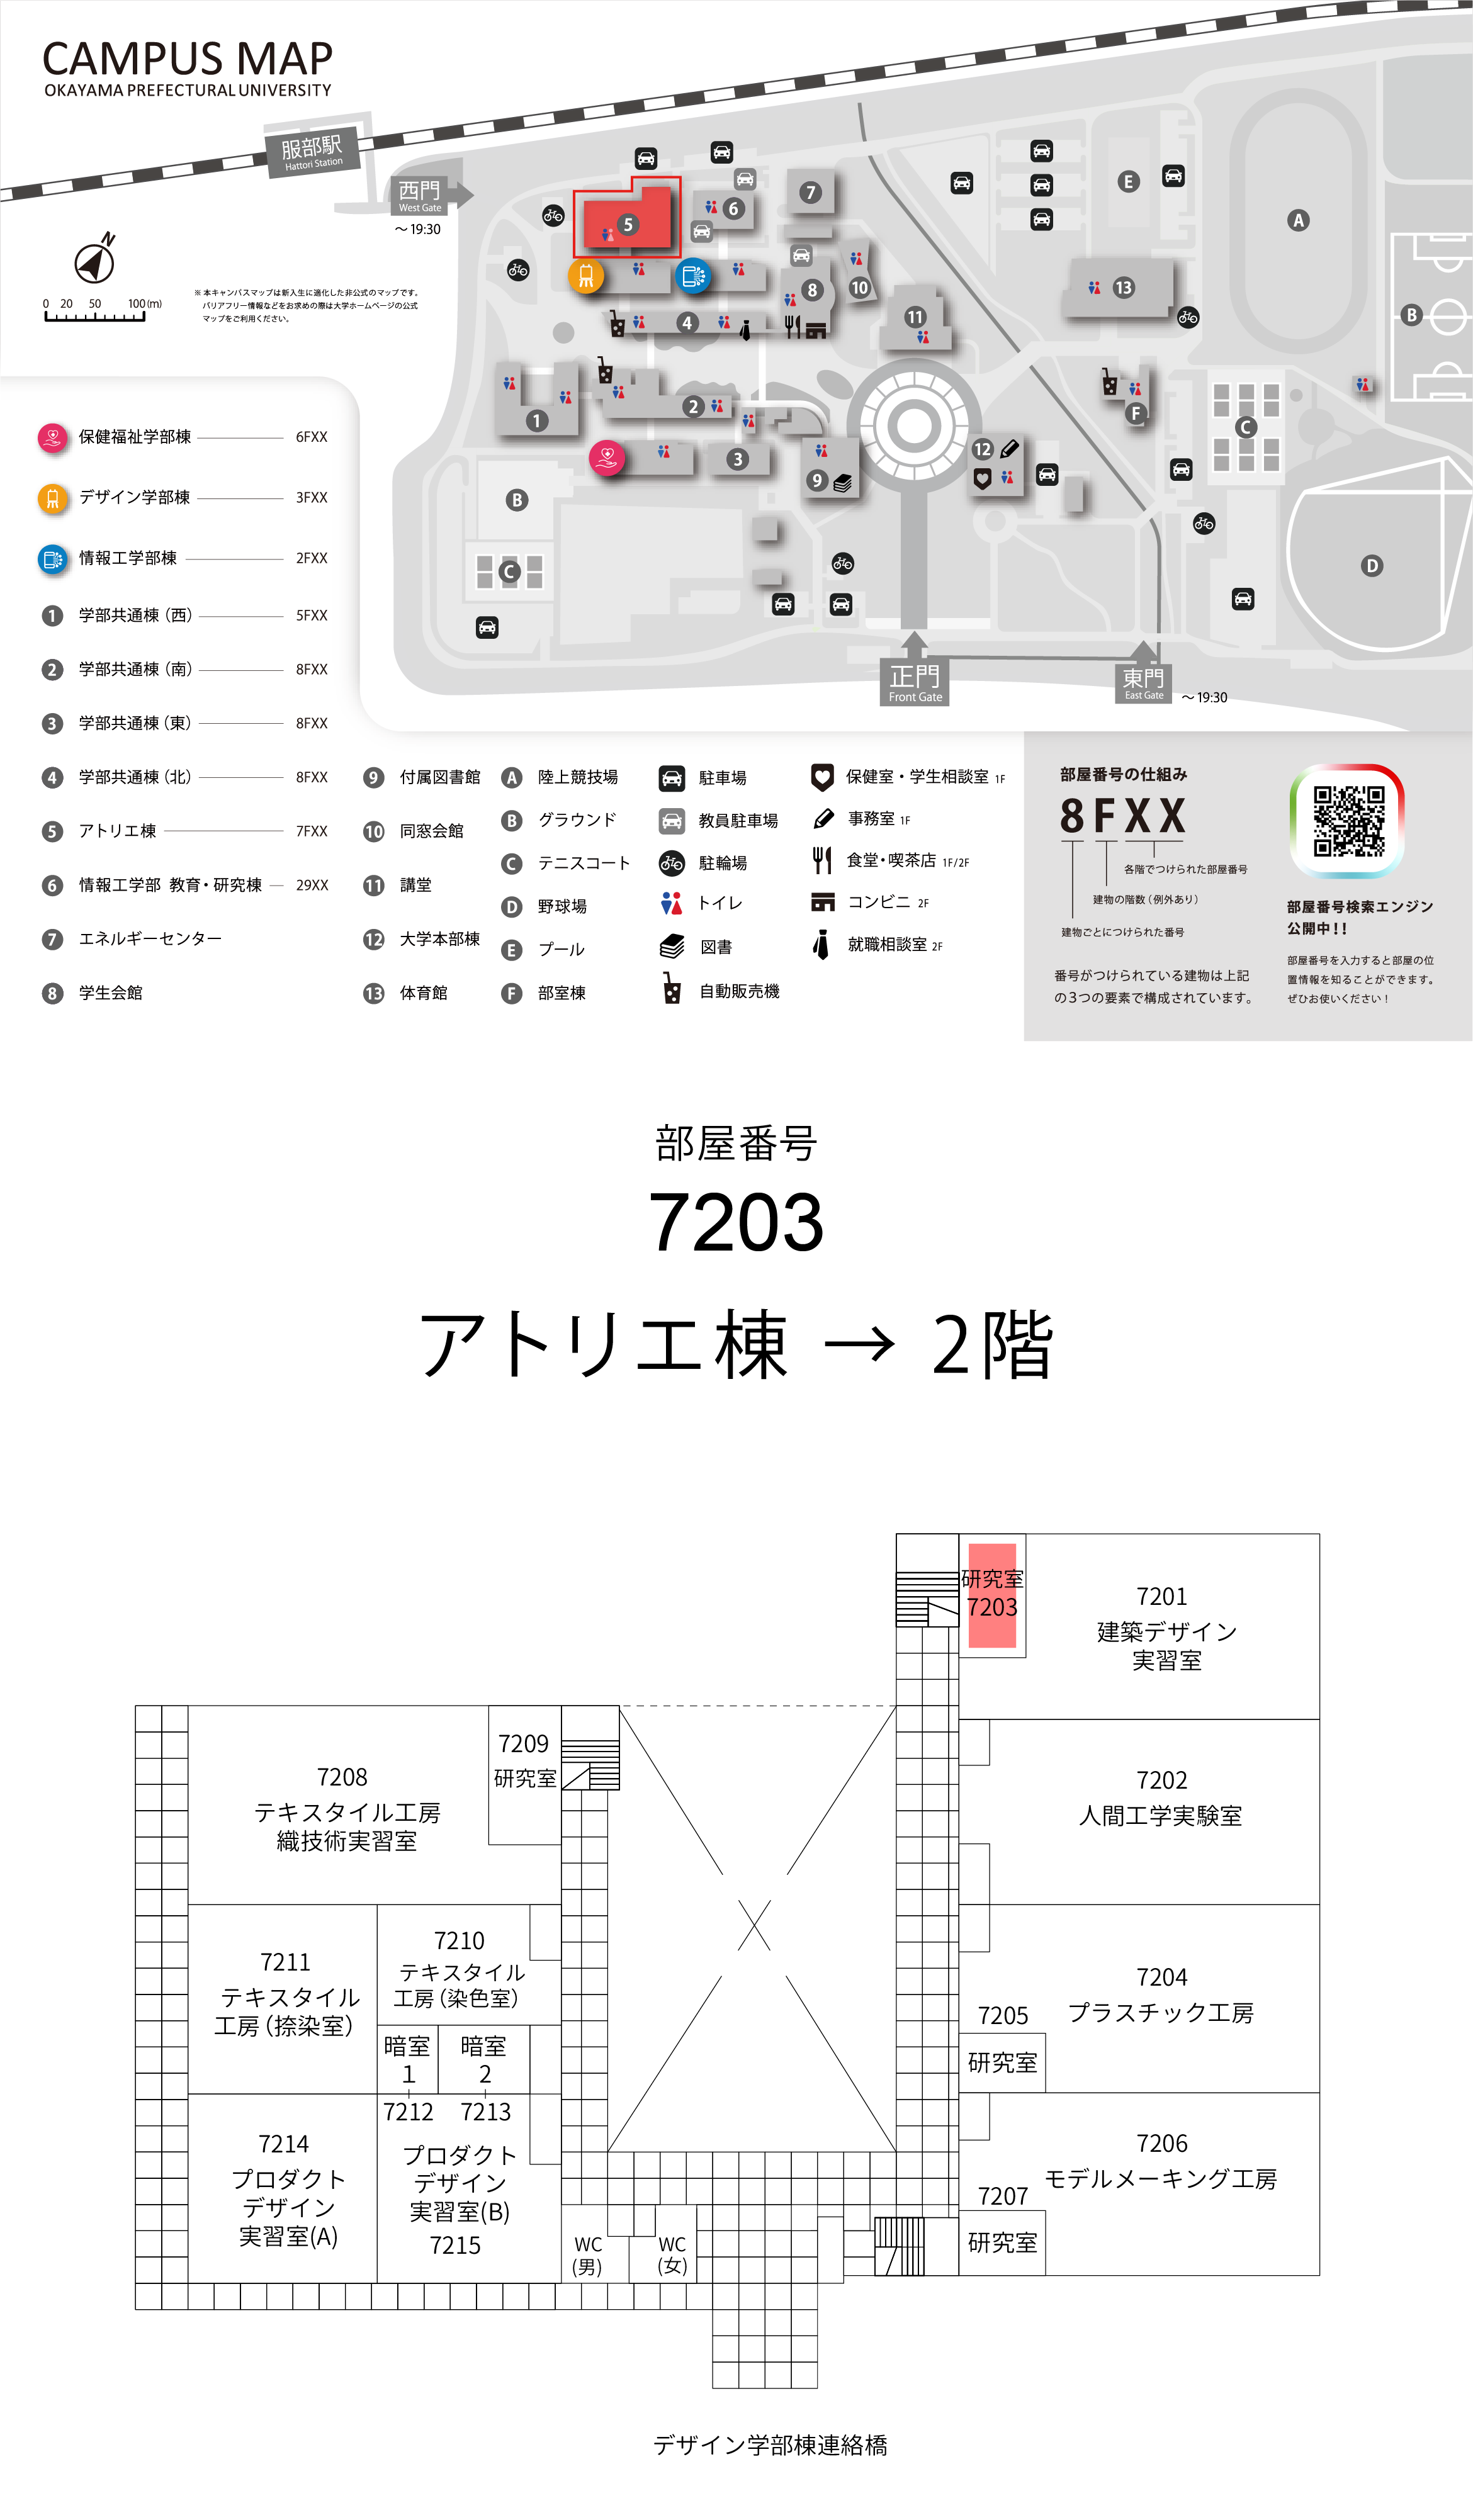 CAMPUS MAP
OKAYAMA PREFECTURAL UNIVERSITY
服部駅
Hattori Station
西門
West Gate
～19:30
N
0 20 50 100(m)
※ 本キャンパスマップは新入生に適化した非公式のマップです。
バリアフリー情報などをお求めの際は大学ホームページの公式
マップをご利用ください。
5
6
7
8
10
4
11
13
E
A
B
1
2
3
9
12
F
C
B
C
D
正門
Front Gate
東門
East Gate
～19:30
保健福祉学部棟 6FXX
デザイン学部棟 3FXX
情報工学部棟 2FXX
1 学部共通棟（西） 5FXX
2 学部共通棟（南） 8FXX
3 学部共通棟（東） 8FXX
4 学部共通棟（北） 8FXX
5 アトリエ棟 7FXX
6 情報工学部 教育・研究棟 29XX
7 エネルギーセンター
8 学生会館
9 付属図書館
10 同窓会館
11 講堂
12 大学本部棟
13 体育館
A 陸上競技場
B グラウンド
C テニスコート
D 野球場
E プール
F 部室棟
駐車場
教員駐車場
駐輪場
トイレ
図書
自動販売機
保健室・学生相談室 1F
事務室 1F
食堂・喫茶店 1F/2F
コンビニ 2F
就職相談室 2F
部屋番号の仕組み
8FXX
各階でつけられた部屋番号
建物の階数（例外あり）
建物ごとにつけられた番号
番号がつけられている建物は上記
の３つの要素で構成されています。
部屋番号検索エンジン
公開中！！
部屋番号を入力すると部屋の位
置情報を知ることができます。
ぜひお使いください！
部屋番号
7203
アトリエ棟 → 2階
研究室
7203
7201
建築デザイン
実習室
7209
研究室
7208
テキスタイル工房
織技術実習室
7202
人間工学実験室
7210
テキスタイル
工房（染色室）
7211
テキスタイル
工房（捺染室）
7204
プラスチック工房
7205
研究室
暗室
1
暗室
2
7212
7213
7214
プロダクト
デザイン
実習室(A)
プロダクト
デザイン
実習室(B)
7215
7206
モデルメーキング工房
7207
研究室
WC
(男)
WC
(女)
デザイン学部棟連絡橋